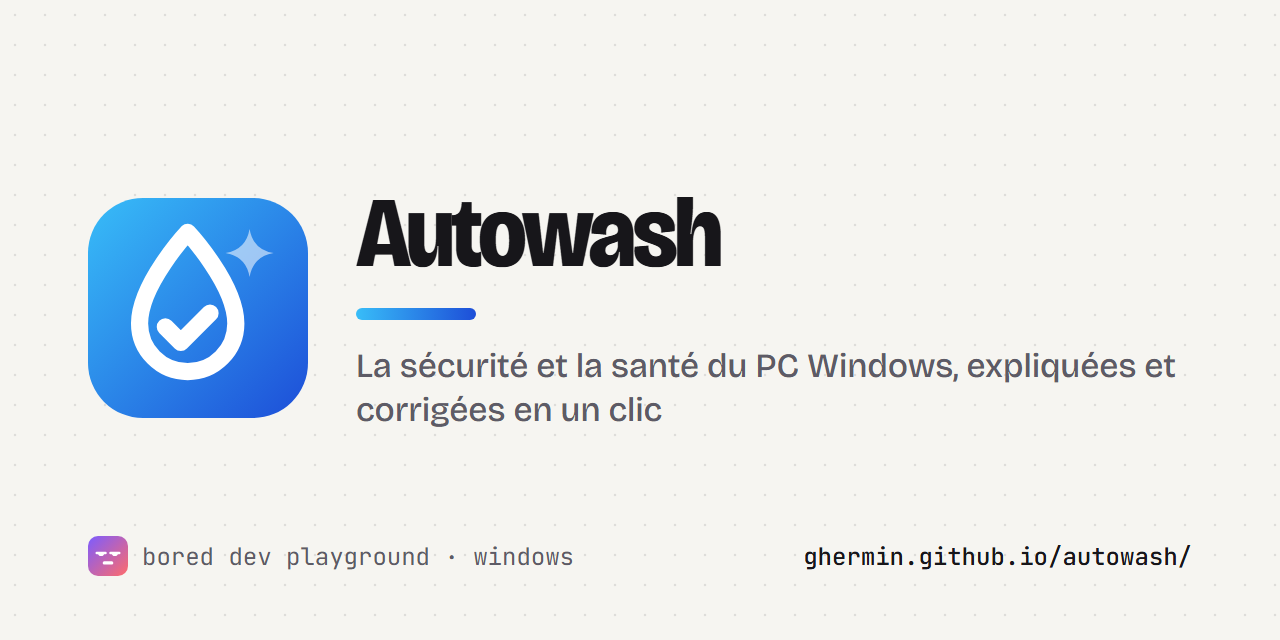 Autowash
La sécurité et la santé du PC Windows, expliquées et
corrigées en un clic
bored dev playground · windows
ghermin.github.io/autowash/